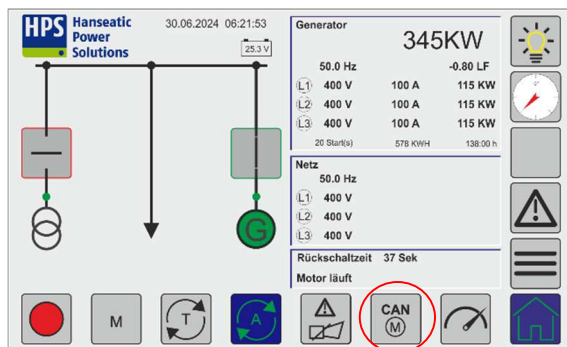 HPS Hanseatic
Power
Solutions
30.06.2024 06:21:53
25.3 V
Generator
345KW
50.0 Hz -0.80 LF
L1 400 V 100 A 115 KW
L2 400 V 100 A 115 KW
L3 400 V 100 A 115 KW
20 Start(s) 578 KWH 138:00 h
Netz
50.0 Hz
L1 400 V
L2 400 V
L3 400 V
Rückschaltzeit 37 Sek
Motor läuft
G
M
T
A
CAN
M